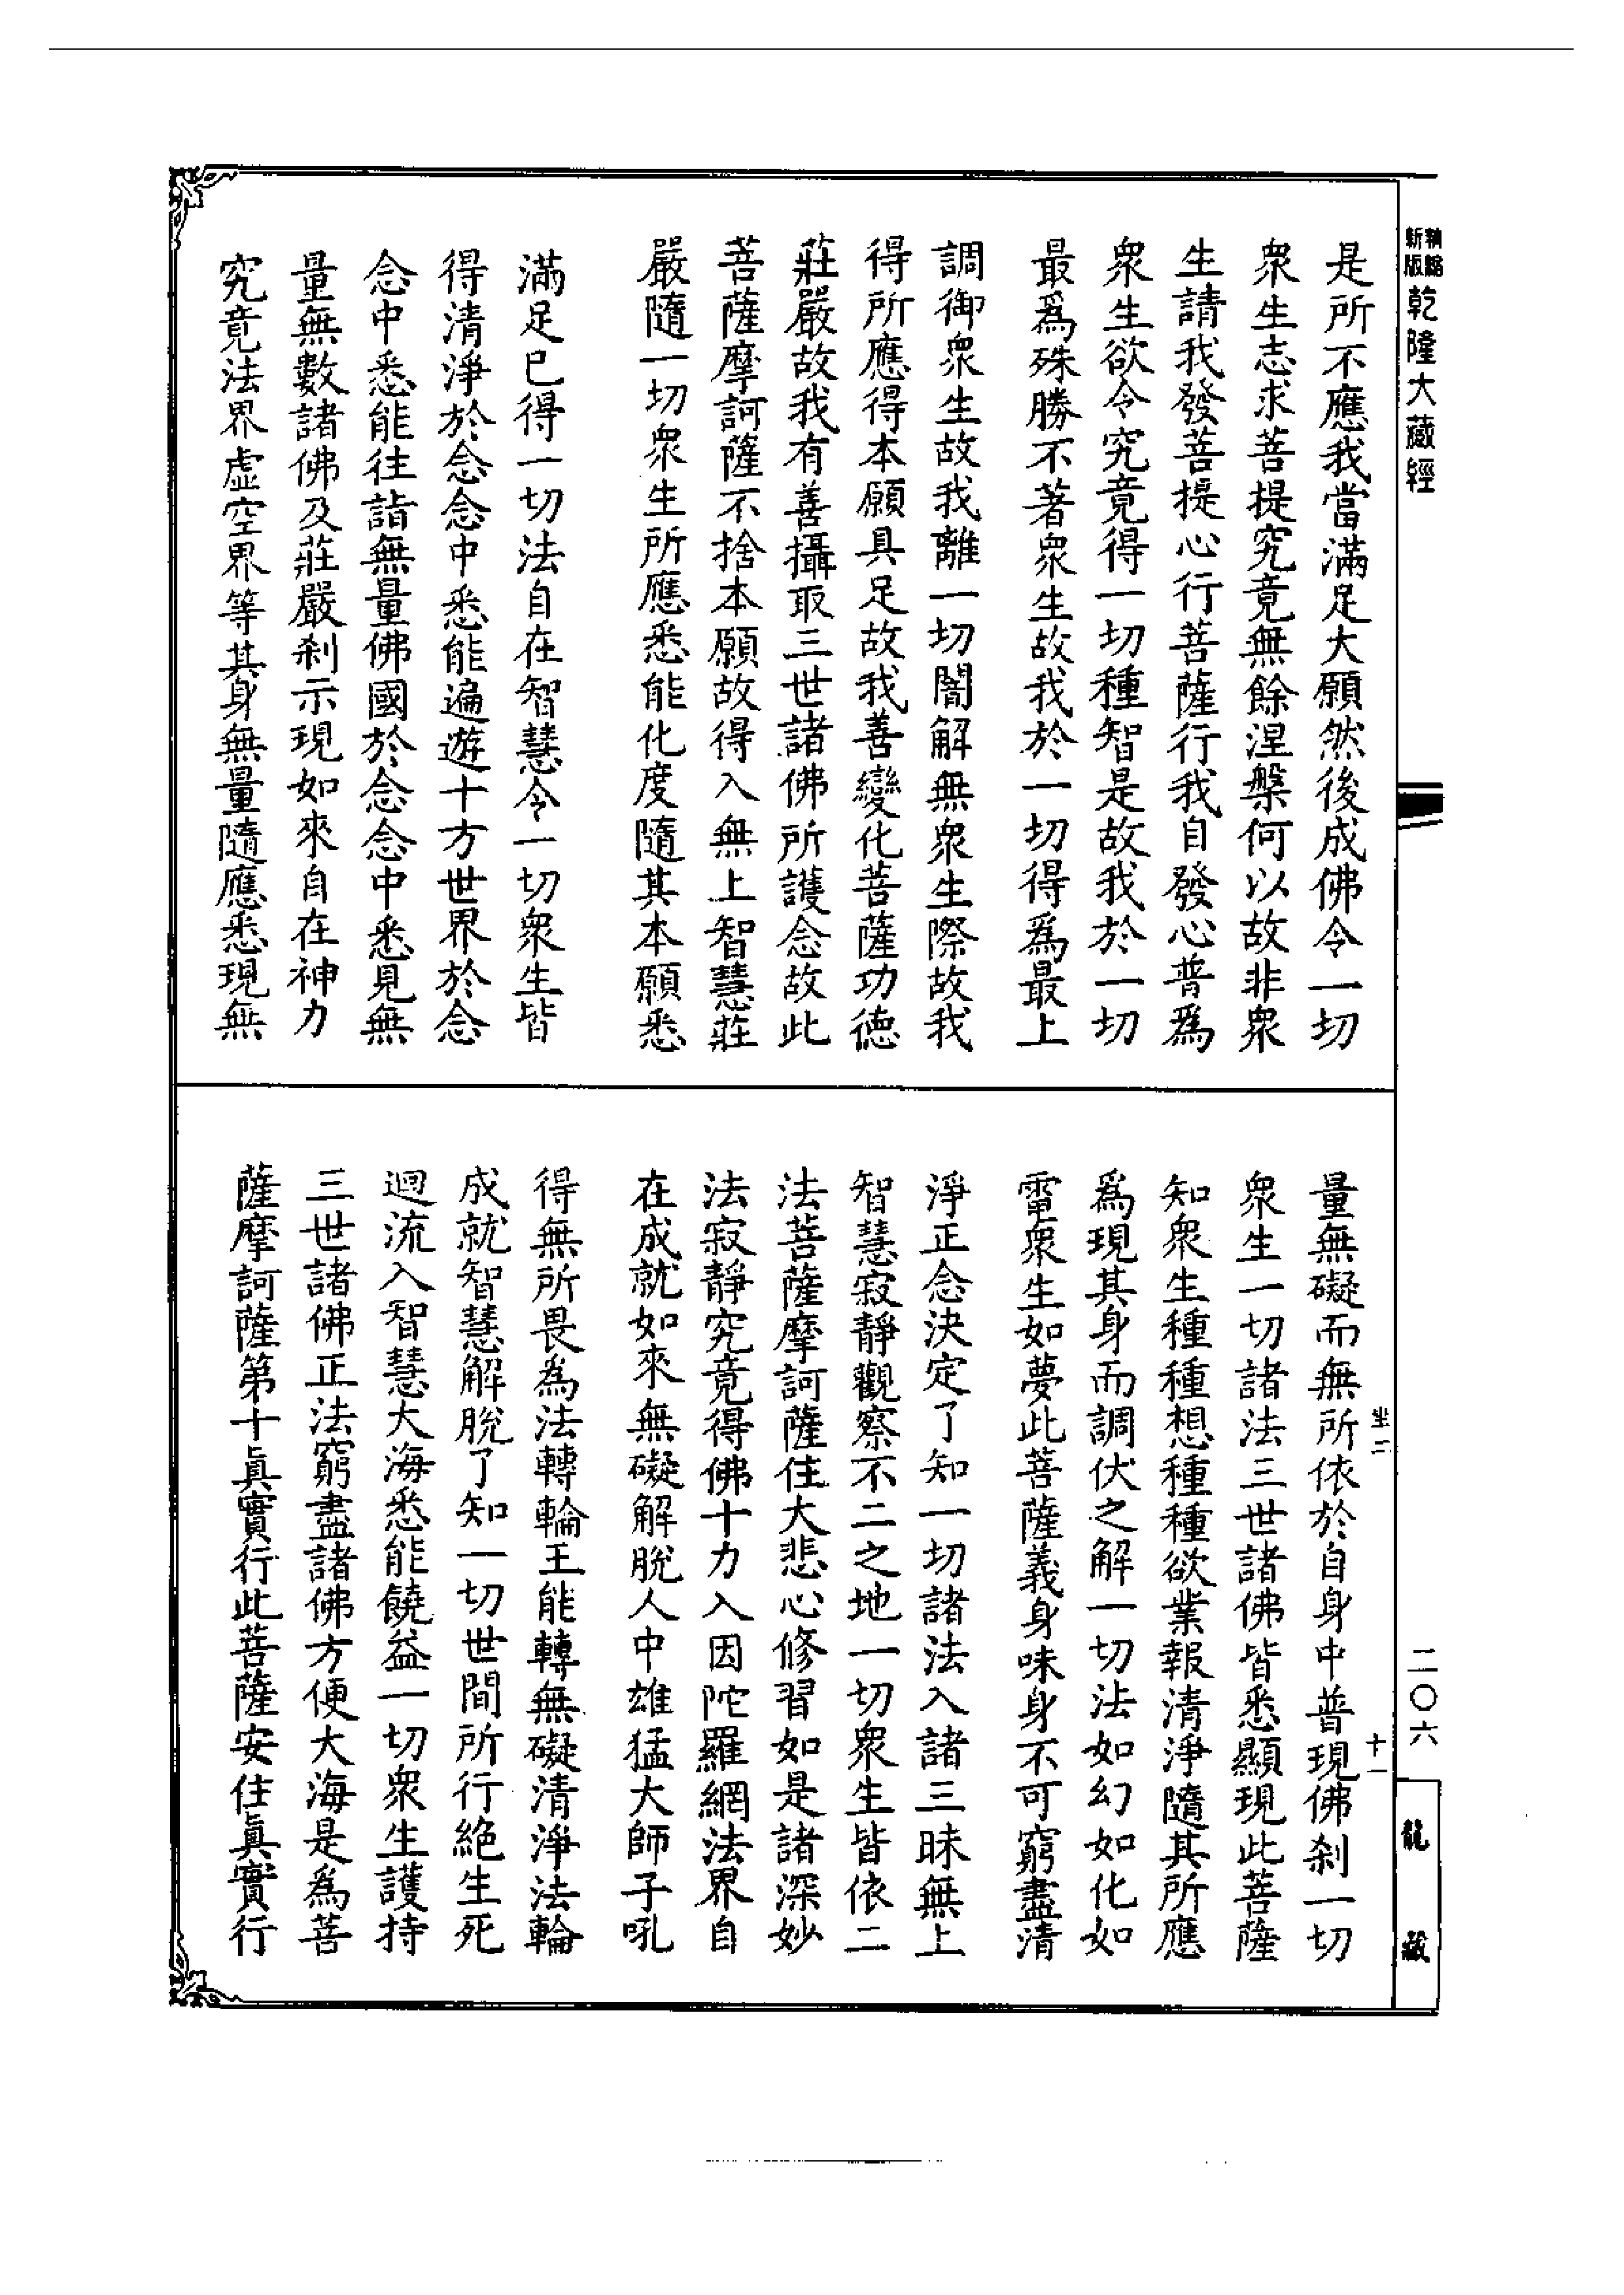 新版
乾隆大藏經
是所不應我當滿足大願然後成佛令一切
衆生志求菩提究竟無餘涅槃何以故非衆
生請我發菩提心行菩薩行我自發心普爲
衆生欲令究竟得一切種智是故我於一切
最爲殊勝不著衆生故我於一切得爲最上
調御衆生故我離一切闇解無衆生際故我
得所應得本願具足故我善變化菩薩功德
莊嚴故我有善攝取三世諸佛所護念故此
菩薩摩訶薩不捨本願故得入無上智慧莊
嚴隨一切衆生所應悉能化度隨其本願悉
滿足已得一切法自在智慧令一切衆生皆
得清淨於念念中悉能遍遊十方世界於念
念中悉能往詣無量佛國於念念中悉見無
量無數諸佛及莊嚴刹示現如來自在神力
究竟法界虛空界等其身無量隨應悉現無
量無礙而無所依於自身中普現佛刹一切
衆生一切諸法三世諸佛皆悉顯現此菩薩
知衆生種種想種種欲業報清淨隨其所應
爲現其身而調伏之解一切法如幻如化如
電衆生如夢此菩薩義身味身不可窮盡清
淨正念決定了知一切諸法入諸三昧無上
智慧寂靜觀察不二之地一切衆生皆依二
法菩薩摩訶薩住大悲心修習如是諸深妙
法寂靜究竟得佛十力入因陀羅網法界自
在成就如來無礙解脫人中雄猛大師子吼
得無所畏爲法轉輪王能轉無礙清淨法輪
成就智慧解脫了知一切世間所行絶生死
迴流入智慧大海悉能饒益一切衆生護持
三世諸佛正法窮盡諸佛方便大海是爲菩
薩摩訶薩第十眞實行此菩薩安住眞實行
坐二
十一
二〇六
龍藏